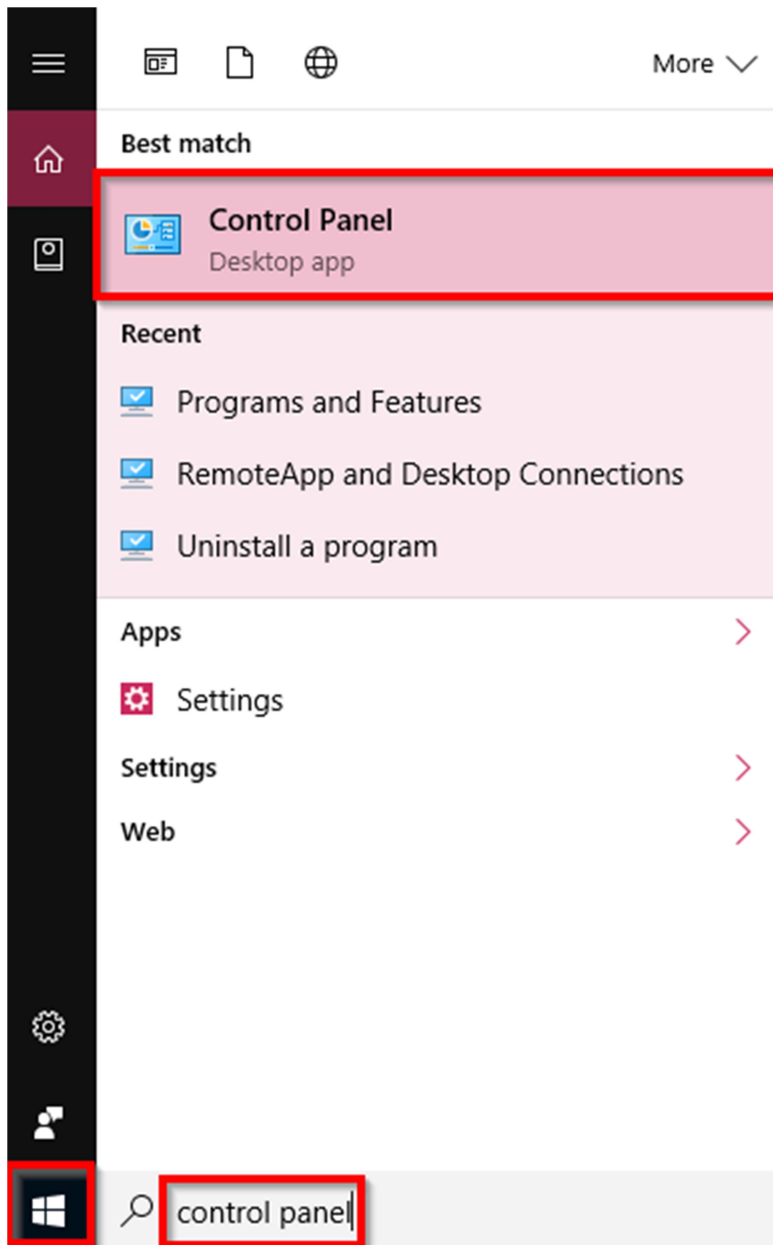 More
Best match
Control Panel
Desktop app
Recent
Programs and Features
RemoteApp and Desktop Connections
Uninstall a program
Apps
Settings
Settings
Web
control panel